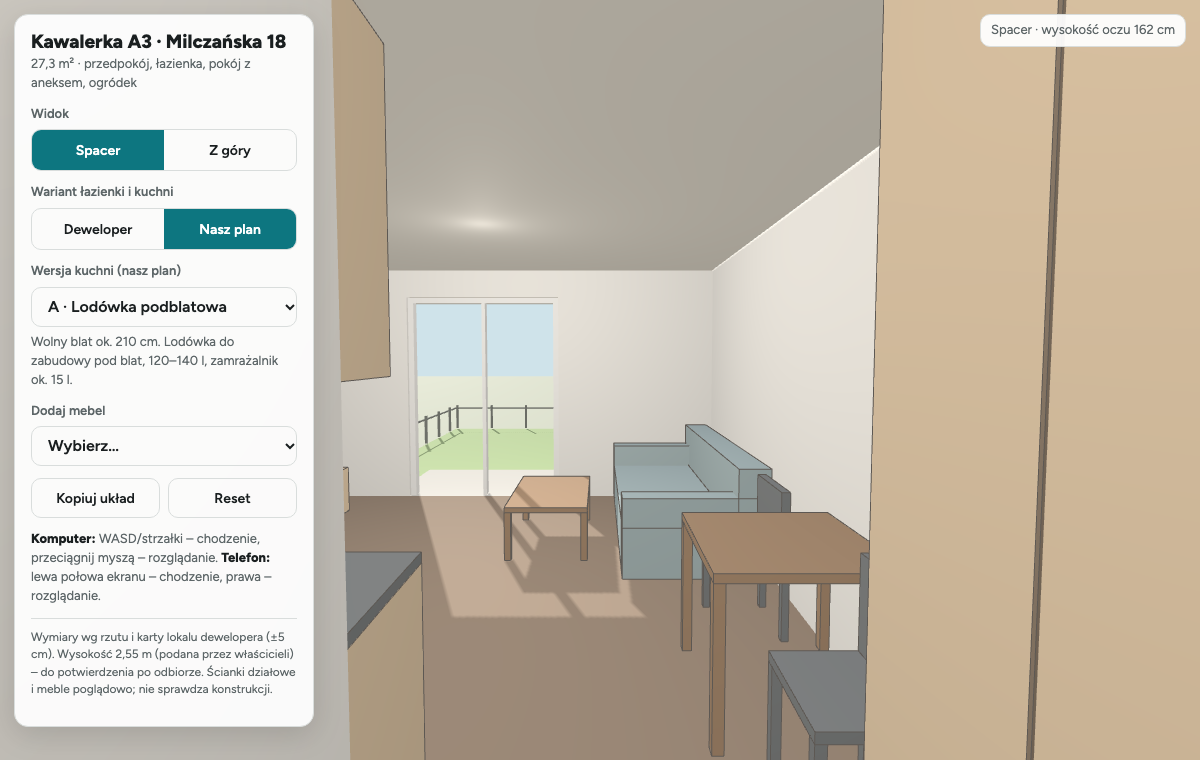 Kawalerka A3 · Milczańska 18
27,3 m² · przedpokój, łazienka, pokój z
aneksem, ogródek
Widok
Spacer
Z góry
Wariant łazienki i kuchni
Deweloper
Nasz plan
Wersja kuchni (nasz plan)
A · Lodówka podblatowa
Wolny blat ok. 210 cm. Lodówka do
zabudowy pod blat, 120–140 l, zamrażalnik
ok. 15 l.
Dodaj mebel
Wybierz...
Kopiuj układ
Reset
Komputer: WASD/strzałki – chodzenie,
przeciągnij myszą – rozglądanie. Telefon:
lewa połowa ekranu – chodzenie, prawa –
rozglądanie.
Wymiary wg rzutu i karty lokalu dewelopera (±5
cm). Wysokość 2,55 m (podana przez właścicieli)
– do potwierdzenia po odbiorze. Ścianki działowe
i meble poglądowo; nie sprawdza konstrukcji.
Spacer · wysokość oczu 162 cm